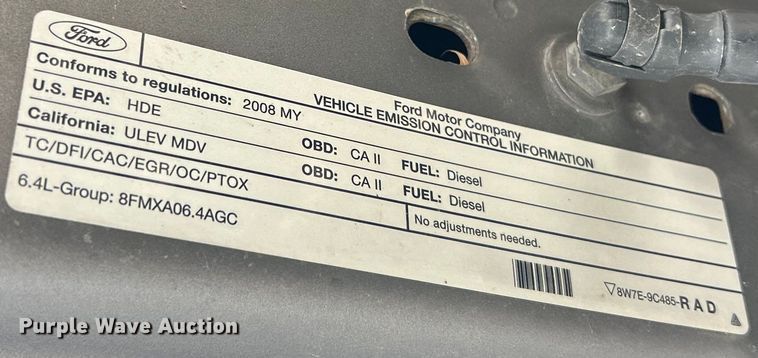 Ford
Ford Motor Company
VEHICLE EMISSION CONTROL INFORMATION
Conforms to regulations: 2008 MY
U.S. EPA: HDE OBD: CA II FUEL: Diesel
California: ULEV MDV OBD: CA II FUEL: Diesel
TC/DFI/CAC/EGR/OC/PTOX
No adjustments needed.
6.4L-Group: 8FMXA06.4AGC
8W7E-9C485-RAD
Purple Wave Auction